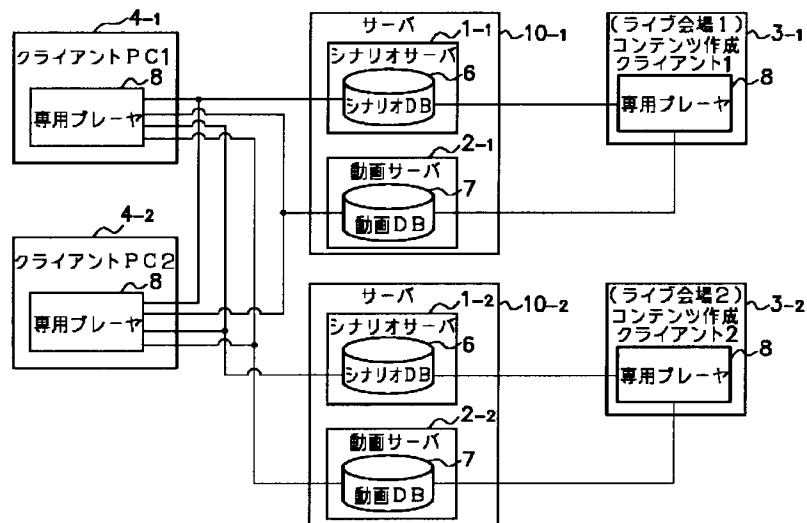 4-1
クライアントPC1
8
専用プレーヤ
4-2
クライアントPC2
8
専用プレーヤ
サーバ
1-1
10-1
シナリオサーバ
6
シナリオDB
2-1
動画サーバ
7
動画DB
(ライブ会場1)
コンテンツ作成
クライアント1
3-1
8
専用プレーヤ
サーバ
1-2
10-2
シナリオサーバ
6
シナリオDB
2-2
動画サーバ
7
動画DB
(ライブ会場2)
コンテンツ作成
クライアント2
3-2
8
専用プレーヤ